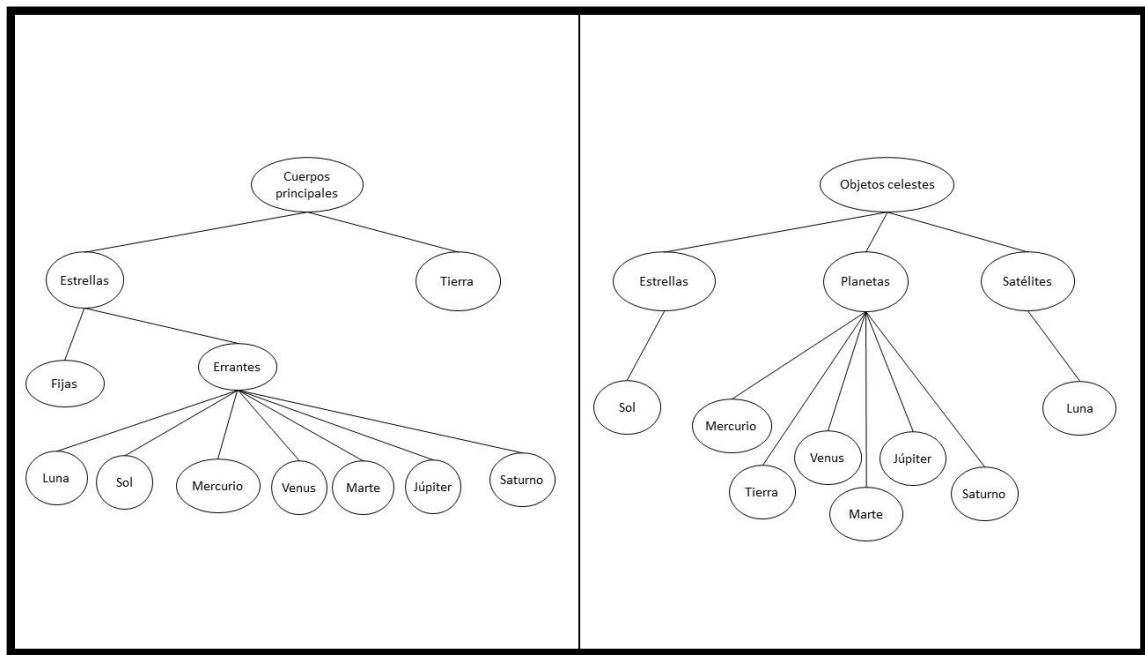 Cuerpos
principales
Estrellas
Tierra
Fijas
Errantes
Luna
Sol
Mercurio
Venus
Marte
Júpiter
Saturno
Objetos celestes
Estrellas
Planetas
Satélites
Sol
Mercurio
Tierra
Venus
Marte
Júpiter
Saturno
Luna